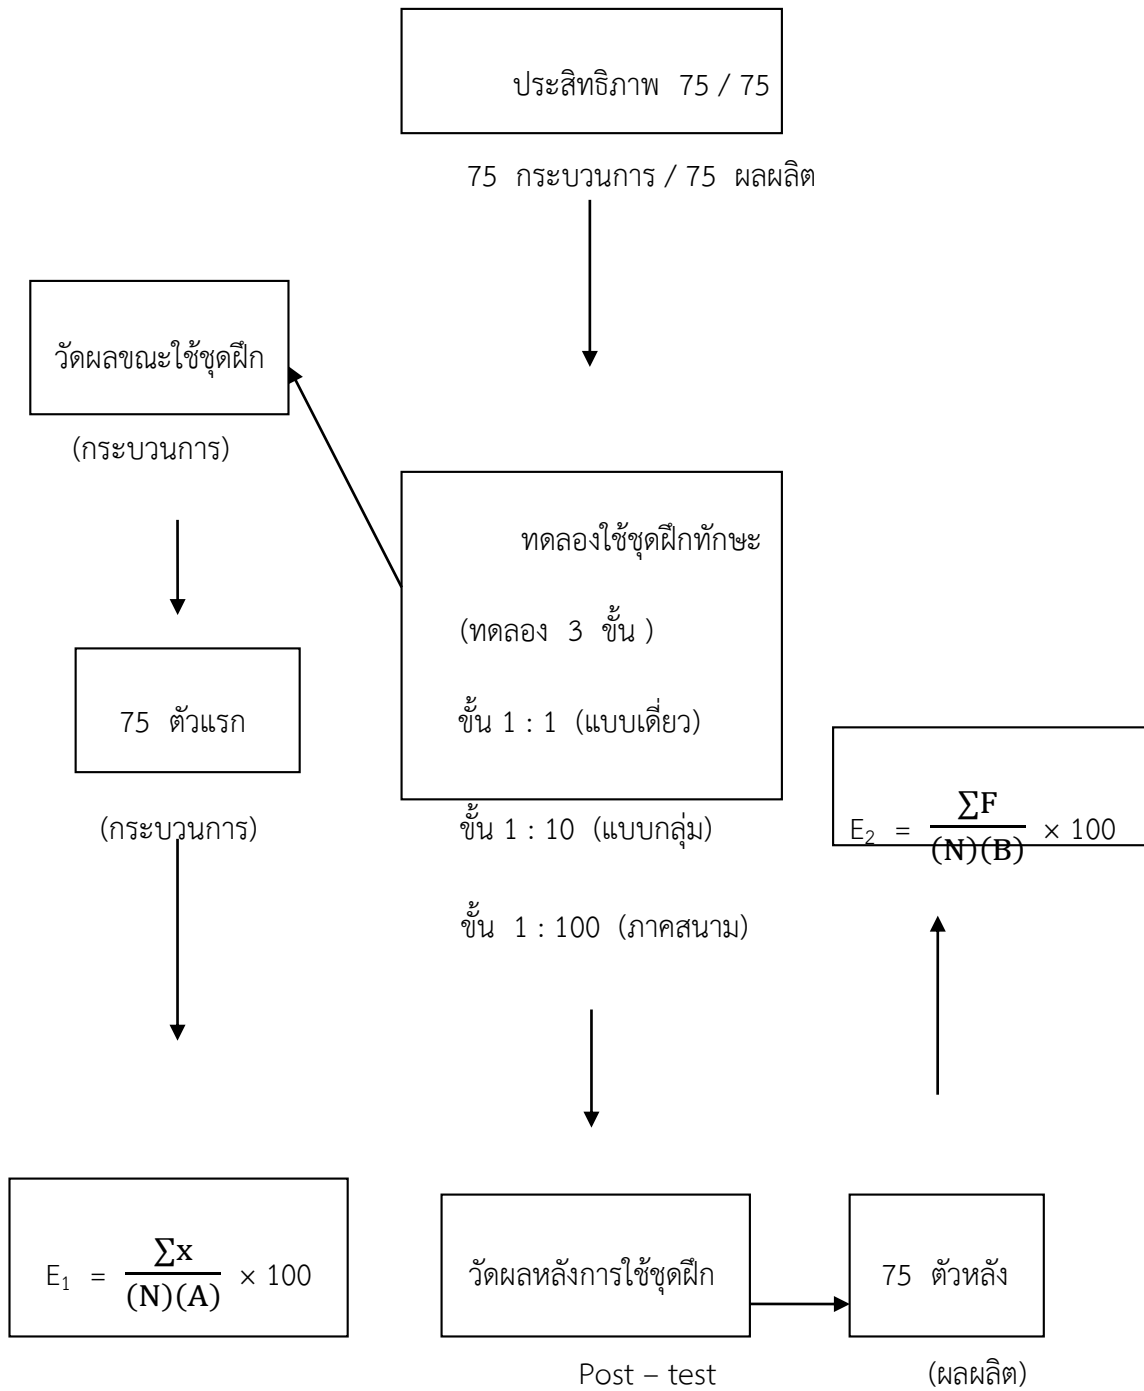 ประสิทธิภาพ 75 / 75
75 กระบวนการ / 75 ผลผลิต
วัดผลขณะใช้ชุดฝึก
(กระบวนการ)
75 ตัวแรก
(กระบวนการ)
E₁ = ∑x / (N)(A) × 100
ทดลองใช้ชุดฝึกทักษะ
(ทดลอง 3 ขั้น )
ขั้น 1 : 1 (แบบเดี่ยว)
ขั้น 1 : 10 (แบบกลุ่ม)
ขั้น 1 : 100 (ภาคสนาม)
วัดผลหลังการใช้ชุดฝึก
Post – test
75 ตัวหลัง
(ผลผลิต)
E₂ = ∑F / (N)(B) × 100